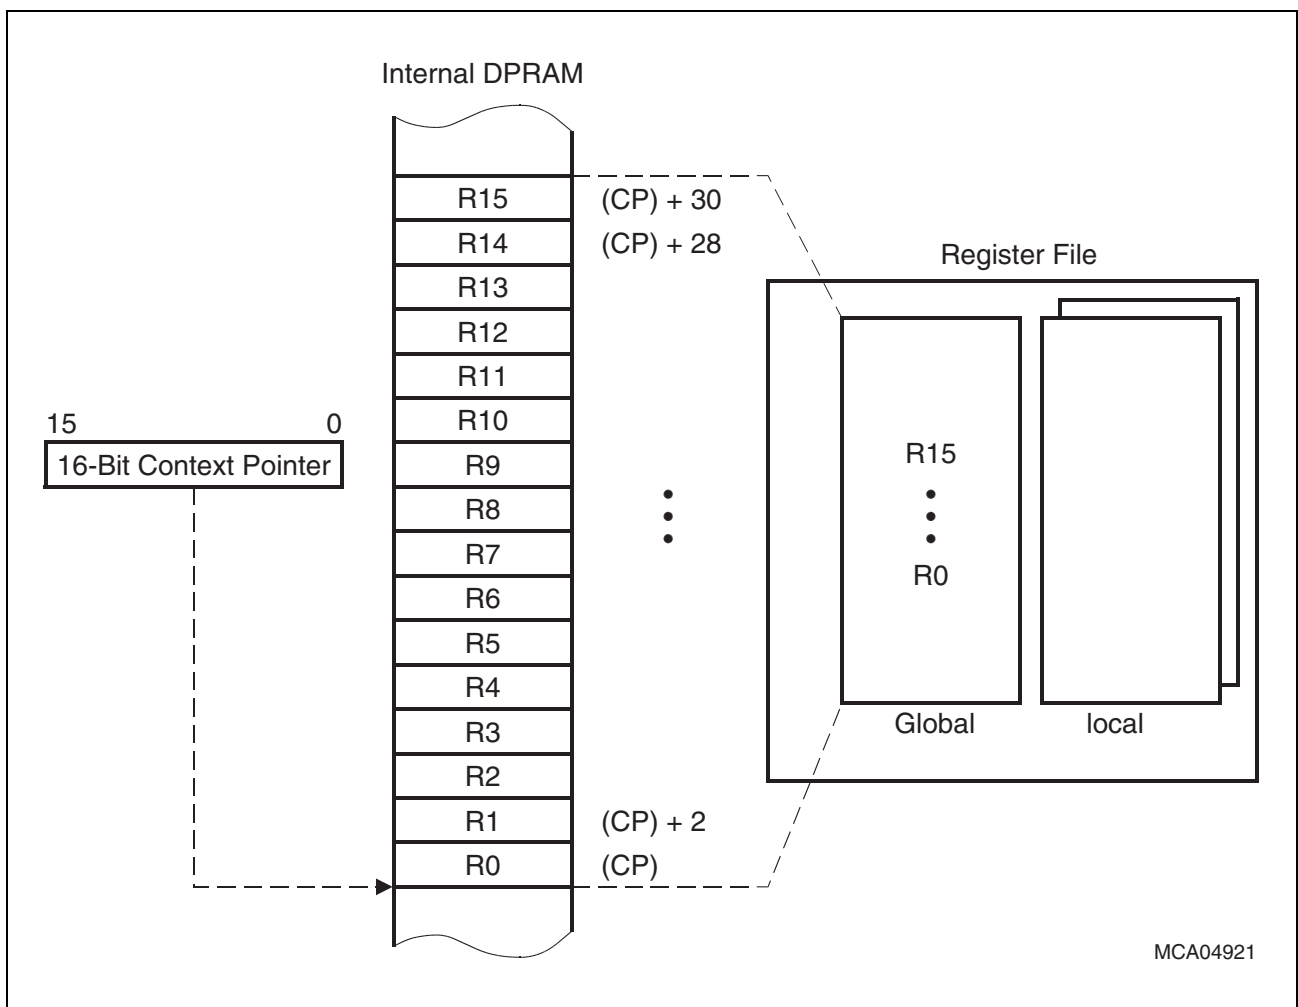 Internal DPRAM
R15 (CP) + 30
R14 (CP) + 28
R13
R12
R11
R10
R9
R8
R7
R6
R5
R4
R3
R2
R1 (CP) + 2
R0 (CP)
15 0
16-Bit Context Pointer
Register File
R15
R0
Global
local
MCA04921